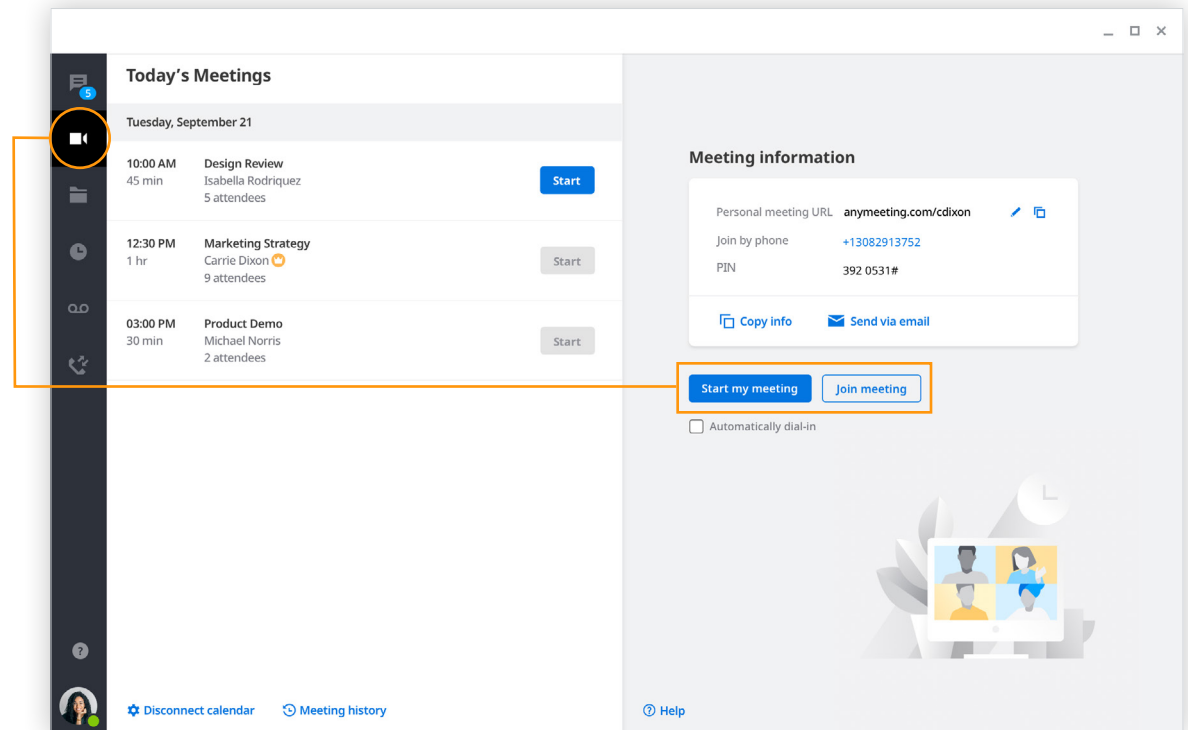 5
Today's Meetings
Tuesday, September 21
10:00 AM Design Review
45 min Isabella Rodriquez Start
5 attendees
12:30 PM Marketing Strategy
1 hr Carrie Dixon Start
9 attendees
03:00 PM Product Demo
30 min Michael Norris Start
2 attendees
Disconnect calendar Meeting history
Meeting information
Personal meeting URL anymeeting.com/cdixon
Join by phone +13082913752
PIN 392 0531#
Copy info Send via email
Start my meeting Join meeting
Automatically dial-in
? Help
?